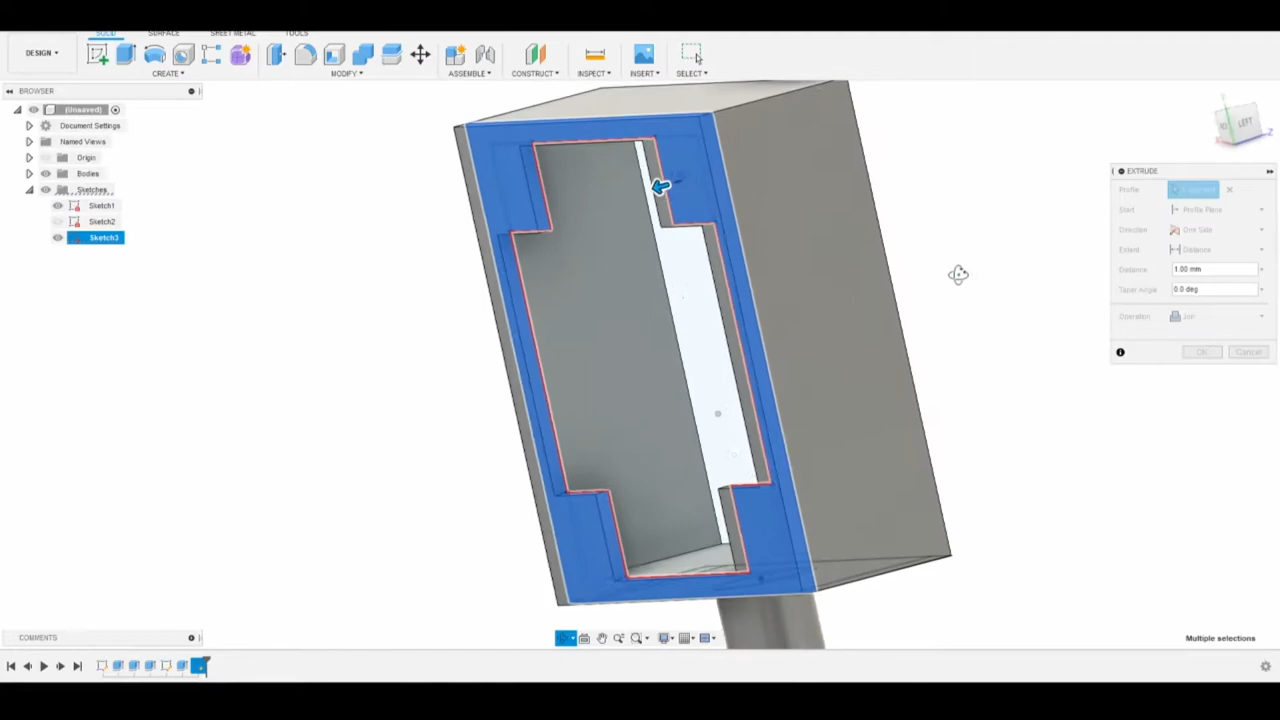 SOLID SURFACE SHEET METAL TOOLS
DESIGN
CREATE MODIFY ASSEMBLE CONSTRUCT INSPECT INSERT SELECT
BROWSER
(Unsaved)
Document Settings
Named Views
Origin
Bodies
Sketches
Sketch1
Sketch2
Sketch3
LEFT
EXTRUDE
Profile
Start Profile Plane
Direction One Side
Extent Distance
Distance 1.00 mm
Taper Angle 0.0 deg
Operation Join
OK Cancel
COMMENTS
Multiple selections